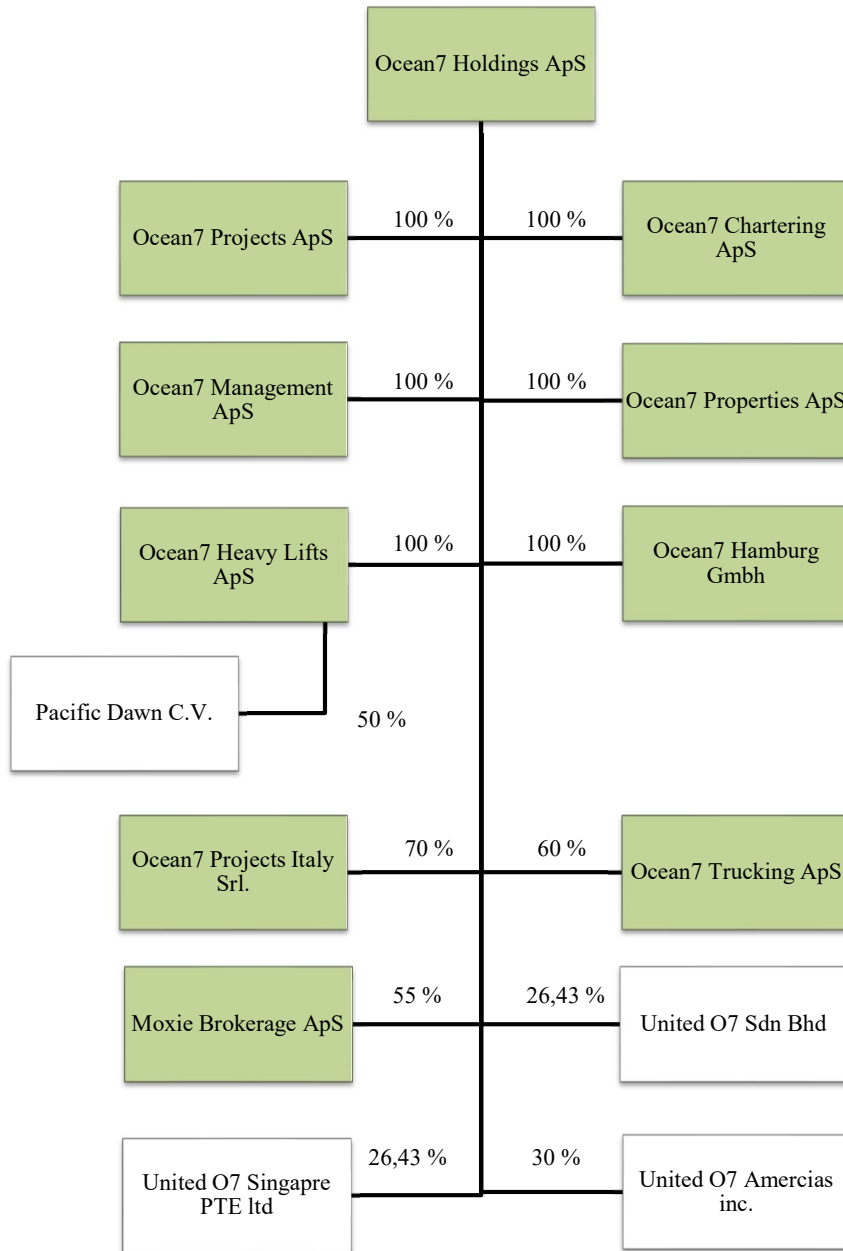 Ocean7 Holdings ApS
Ocean7 Projects ApS
100 %
100 %
Ocean7 Chartering
ApS
Ocean7 Management
ApS
100 %
100 %
Ocean7 Properties ApS
Ocean7 Heavy Lifts
ApS
100 %
100 %
Ocean7 Hamburg
Gmbh
Pacific Dawn C.V.
50 %
Ocean7 Projects Italy
Srl.
70 %
60 %
Ocean7 Trucking ApS
Moxie Brokerage ApS
55 %
26,43 %
United O7 Sdn Bhd
United O7 Singapre
PTE ltd
26,43 %
30 %
United O7 Amercias
inc.